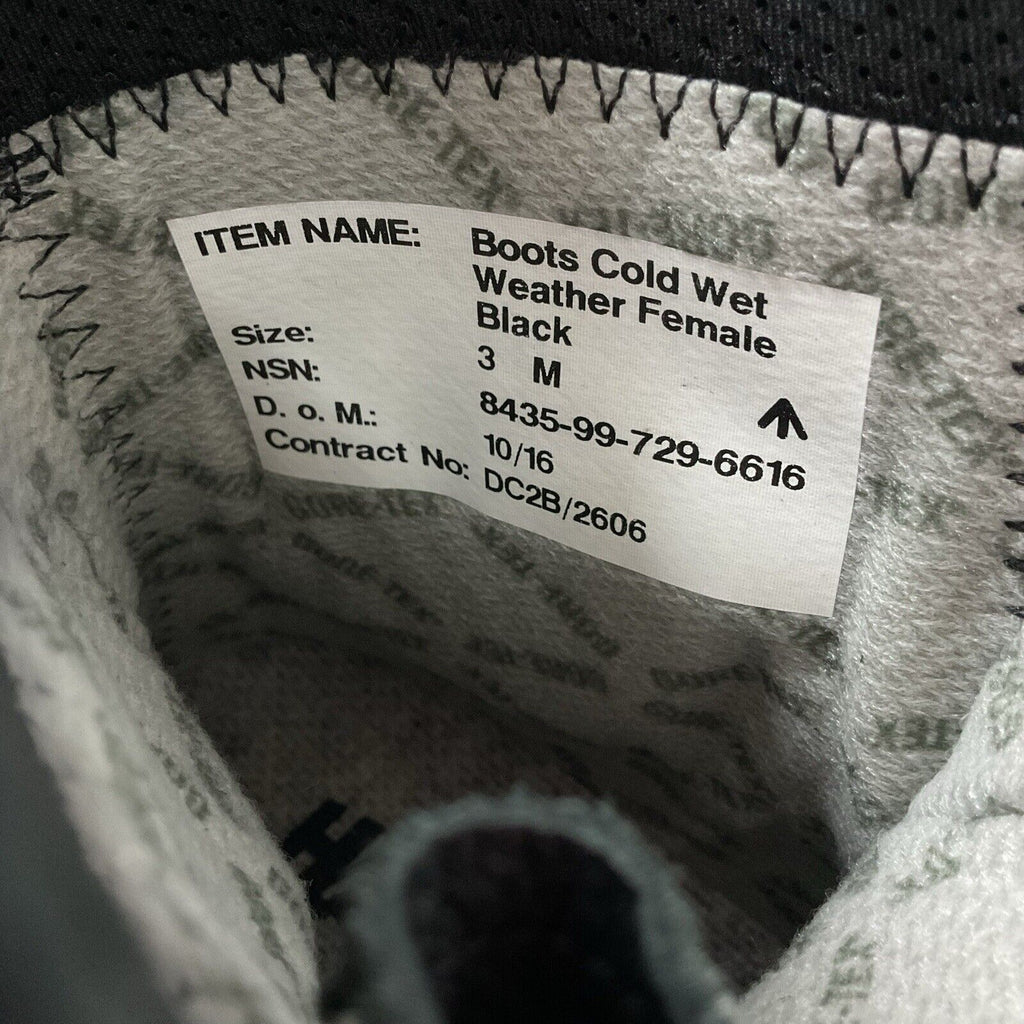 ITEM NAME: Boots Cold Wet
Weather Female
Black
Size: 3 M
NSN: 8435-99-729-6616
D. o. M.: 10/16
Contract No: DC2B/2606
GORE-TEX